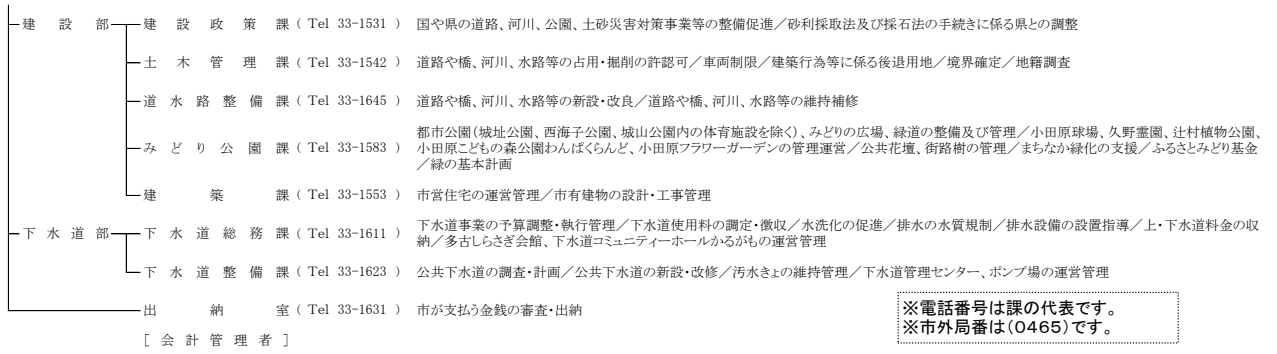 建設部 建設政策課 ( Tel 33-1531 ) 国や県の道路、河川、公園、土砂災害対策事業等の整備促進／砂利採取法及び採石法の手続きに係る県との調整
土木管理課 ( Tel 33-1542 ) 道路や橋、河川、水路等の占用・掘削の許認可／車両制限／建築行為等に係る後退用地／境界確定／地籍調査
道水路整備課 ( Tel 33-1645 ) 道路や橋、河川、水路等の新設・改良／道路や橋、河川、水路等の維持補修
みどり公園課 ( Tel 33-1583 ) 都市公園（城址公園、西海子公園、城山公園内の体育施設を除く）、みどりの広場、緑道の整備及び管理／小田原球場、久野霊園、辻村植物公園、
小田原こどもの森公園わんぱくらんど、小田原フラワーガーデンの管理運営／公共花壇、街路樹の管理／まちなか緑化の支援／ふるさとみどり基金
／緑の基本計画
建築課 ( Tel 33-1553 ) 市営住宅の運営管理／市有建物の設計・工事管理
下水道部 下水道総務課 ( Tel 33-1611 ) 下水道事業の予算調整・執行管理／下水道使用料の調定・徴収／水洗化の促進／排水の水質規制／排水設備の設置指導／上・下水道料金の収
納／多古しらさぎ会館、下水道コミュニティーホールかるがもの運営管理
下水道整備課 ( Tel 33-1623 ) 公共下水道の調査・計画／公共下水道の新設・改修／汚水きょの維持管理／下水道管理センター、ポンプ場の運営管理
出納室 ( Tel 33-1631 ) 市が支払う金銭の審査・出納
[ 会計管理者 ]
※電話番号は課の代表です。
※市外局番は（0465）です。